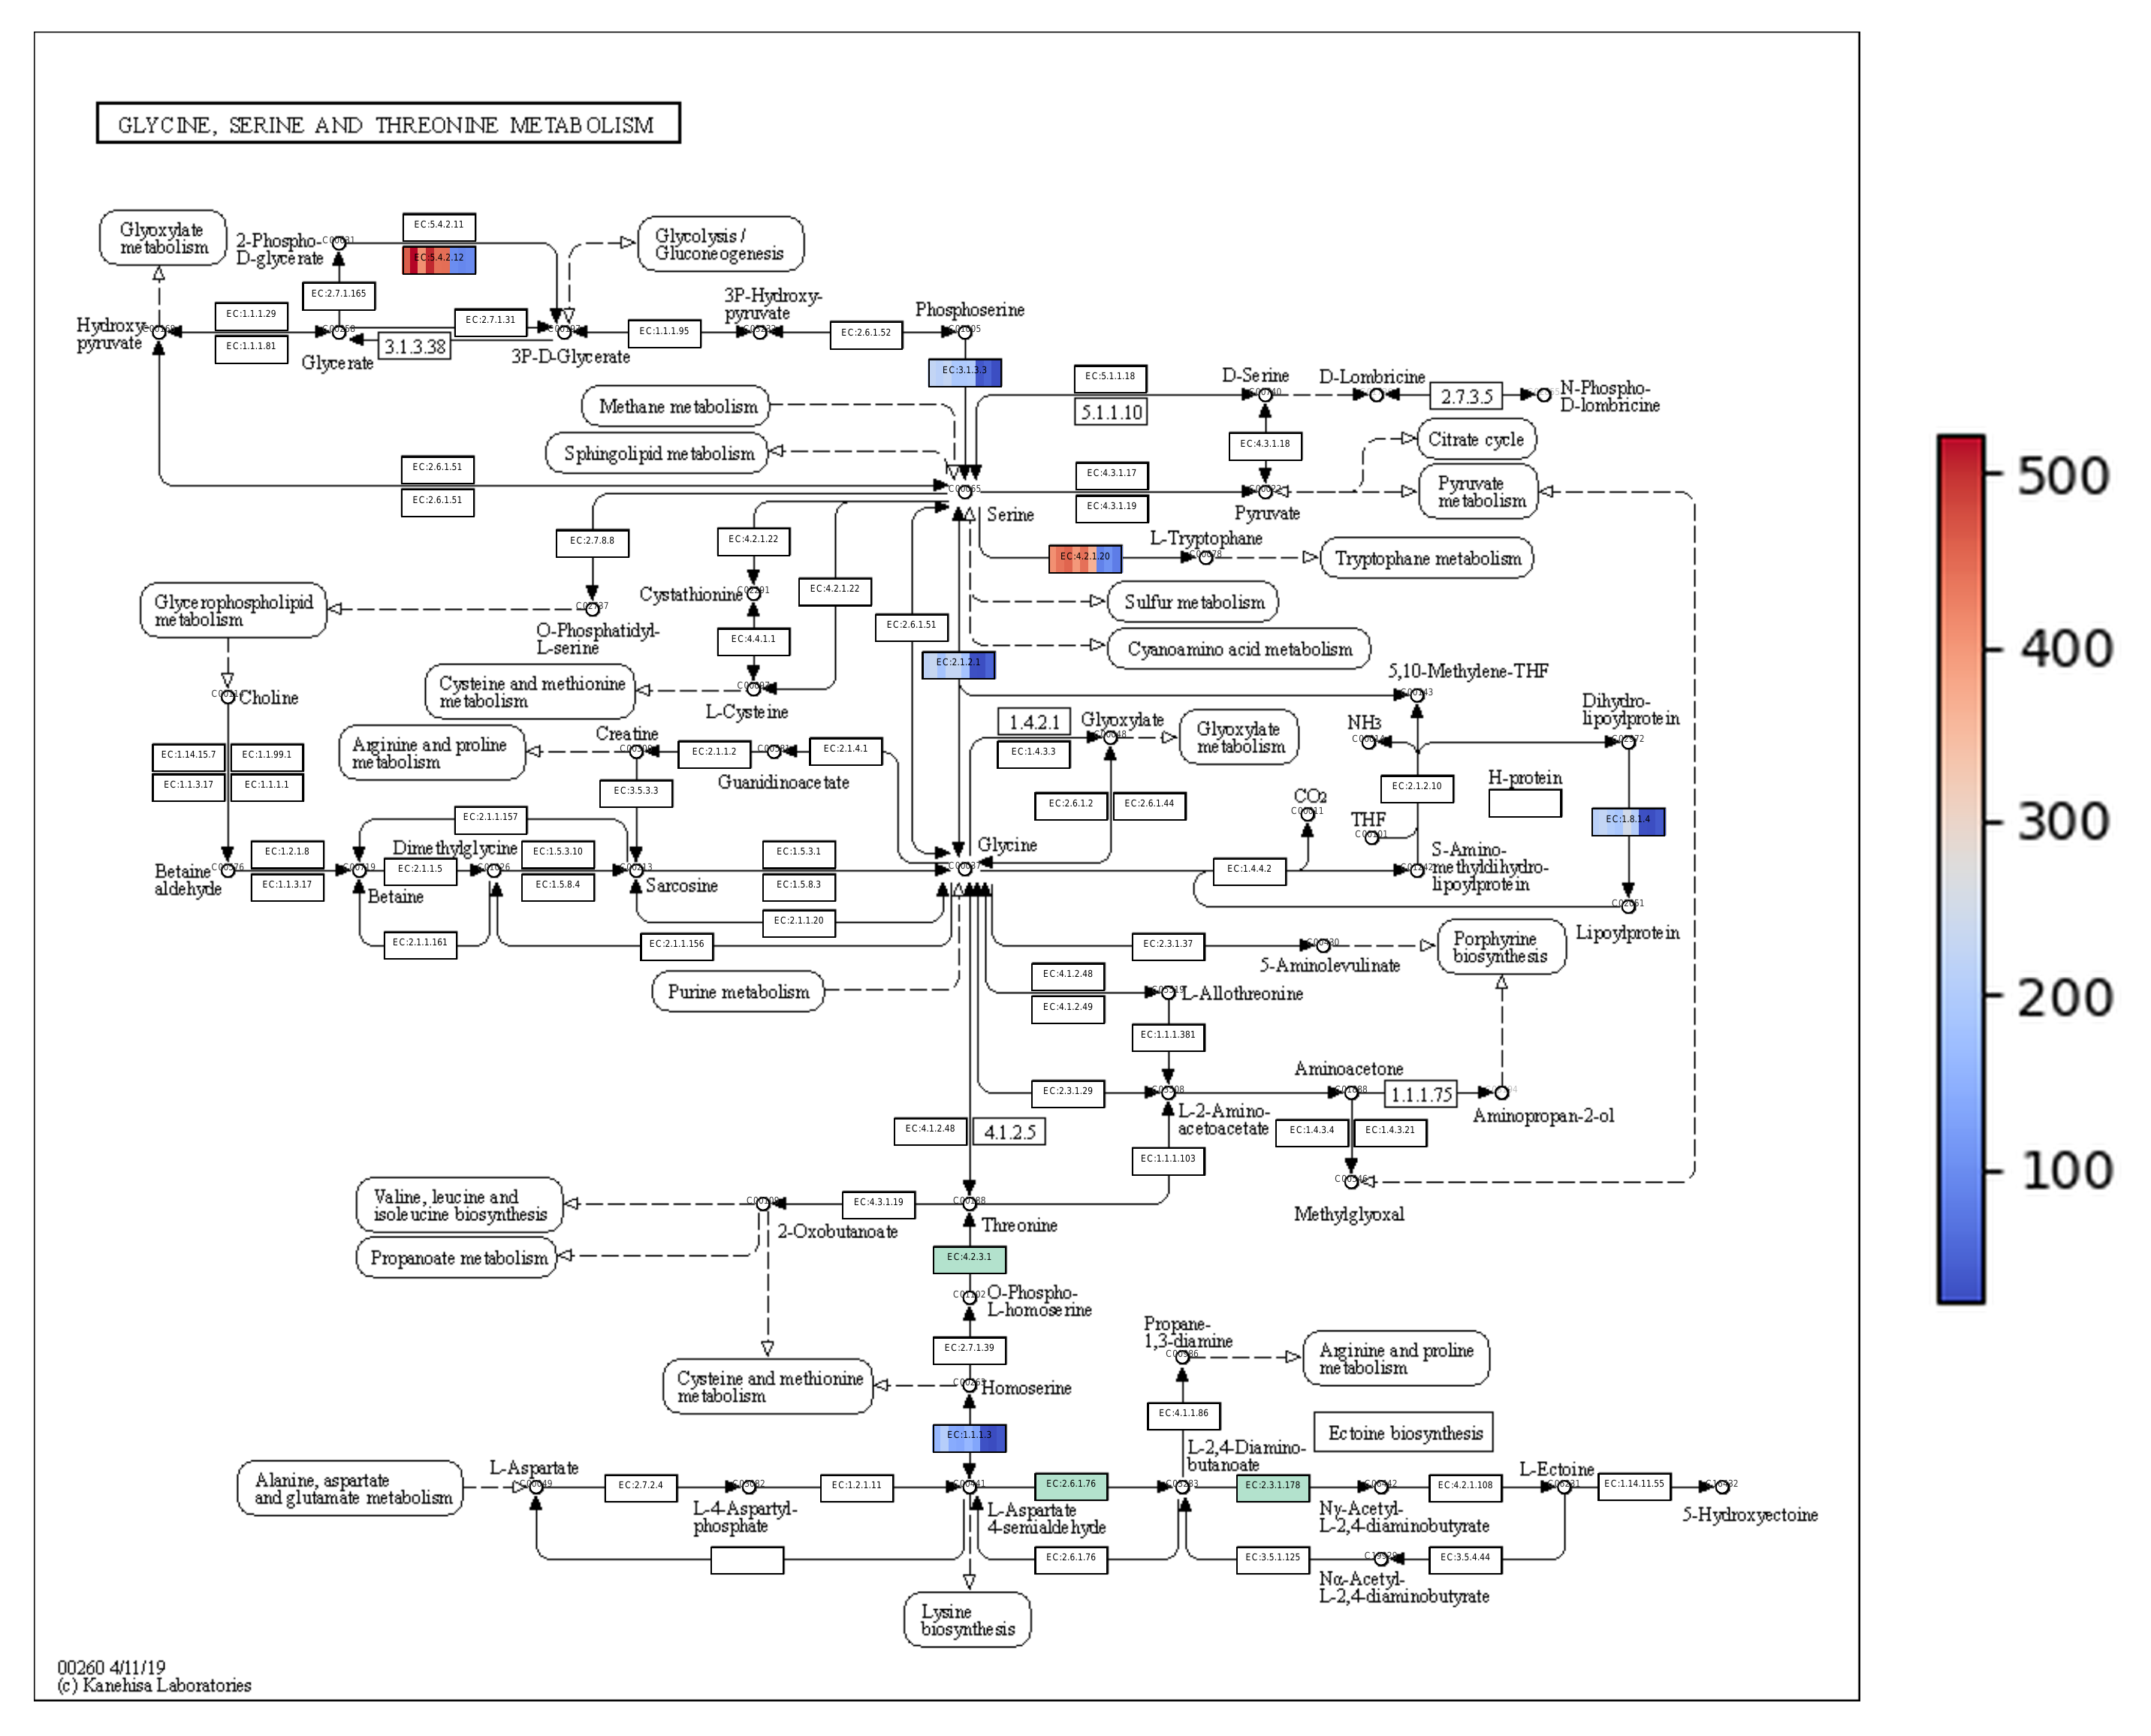 GLYCINE, SERINE AND THREONINE METABOLISM
Glyoxylate
metabolism
2-Phospho-
D-glycerate
EC:5.4.2.11
EC:5.4.2.12
Glycolysis /
Gluconeogenesis
EC:2.7.1.165
3P-Hydroxy-
pyruvate
Phosphoserine
Hydroxy-
pyruvate
EC:1.1.1.29
EC:1.1.1.81
Glycerate
EC:2.7.1.31
3.1.3.38
3P-D-Glycerate
EC:1.1.1.95
EC:2.6.1.52
EC:3.1.3.3
EC:5.1.1.18
5.1.1.10
D-Serine
D-Lombricine
2.7.3.5
N-Phospho-
D-lombricine
Methane metabolism
Sphingolipid metabolism
EC:4.3.1.18
Citrate cycle
EC:2.6.1.51
EC:2.6.1.51
C00065
Serine
EC:4.3.1.17
EC:4.3.1.19
Pyruvate
Pyruvate
metabolism
500
EC:2.7.8.8
EC:4.2.1.22
EC:4.2.1.20
L-Tryptophane
Tryptophane metabolism
Glycerophospholipid
metabolism
O-Phosphatidyl-
L-serine
Cystathionine
EC:4.2.1.22
EC:2.6.1.51
Sulfur metabolism
EC:4.4.1.1
EC:2.1.2.1
Cyanoamino acid metabolism
400
Choline
Cysteine and methionine
metabolism
L-Cysteine
5,10-Methylene-THF
Dihydro-
lipoylprotein
EC:1.14.15.7
EC:1.1.99.1
EC:1.1.3.17
EC:1.1.1.1
Arginine and proline
metabolism
Creatine
EC:2.1.1.2
Guanidinoacetate
EC:2.1.4.1
1.4.2.1
EC:1.4.3.3
Glyoxylate
Glyoxylate
metabolism
NH3
EC:3.5.3.3
EC:2.6.1.2
EC:2.6.1.44
CO2
EC:2.1.2.10
H-protein
THF
EC:1.8.1.4
300
EC:2.1.1.157
Betaine
aldehyde
EC:1.2.1.8
EC:1.1.3.17
Dimethylglycine
EC:2.1.1.5
Betaine
EC:1.5.3.10
EC:1.5.8.4
Sarcosine
EC:1.5.3.1
EC:1.5.8.3
Glycine
EC:1.4.4.2
S-Amino-
methyldihydro-
lipoylprotein
EC:2.1.1.20
EC:2.1.1.161
EC:2.1.1.156
Lipoylprotein
EC:2.3.1.37
5-Aminolevulinate
Porphyrine
biosynthesis
Purine metabolism
EC:4.1.2.48
EC:4.1.2.49
L-Allothreonine
200
EC:1.1.1.381
EC:2.3.1.29
Aminoacetone
1.1.1.75
Aminopropan-2-ol
L-2-Amino-
acetoacetate
EC:4.1.2.48
4.1.2.5
EC:1.4.3.4
EC:1.4.3.21
EC:1.1.1.103
100
Methylglyoxal
Valine, leucine and
isoleucine biosynthesis
2-Oxobutanoate
EC:4.3.1.19
Threonine
Propanoate metabolism
EC:4.2.3.1
O-Phospho-
L-homoserine
EC:2.7.1.39
Propane-
1,3-diamine
Arginine and proline
metabolism
Cysteine and methionine
metabolism
Homoserine
EC:4.1.1.86
Ectoine biosynthesis
EC:1.1.1.3
L-2,4-Diamino-
butanoate
Alanine, aspartate
and glutamate metabolism
L-Aspartate
EC:2.7.2.4
L-4-Aspartyl-
phosphate
EC:1.2.1.11
L-Aspartate
4-semialdehyde
EC:2.6.1.76
EC:2.3.1.178
Nγ-Acetyl-
L-2,4-diaminobutyrate
EC:4.2.1.108
L-Ectoine
EC:1.14.11.55
5-Hydroxyectoine
EC:2.6.1.76
EC:3.5.1.125
EC:3.5.4.44
Nα-Acetyl-
L-2,4-diaminobutyrate
Lysine
biosynthesis
00260 4/11/19
(c) Kanehisa Laboratories